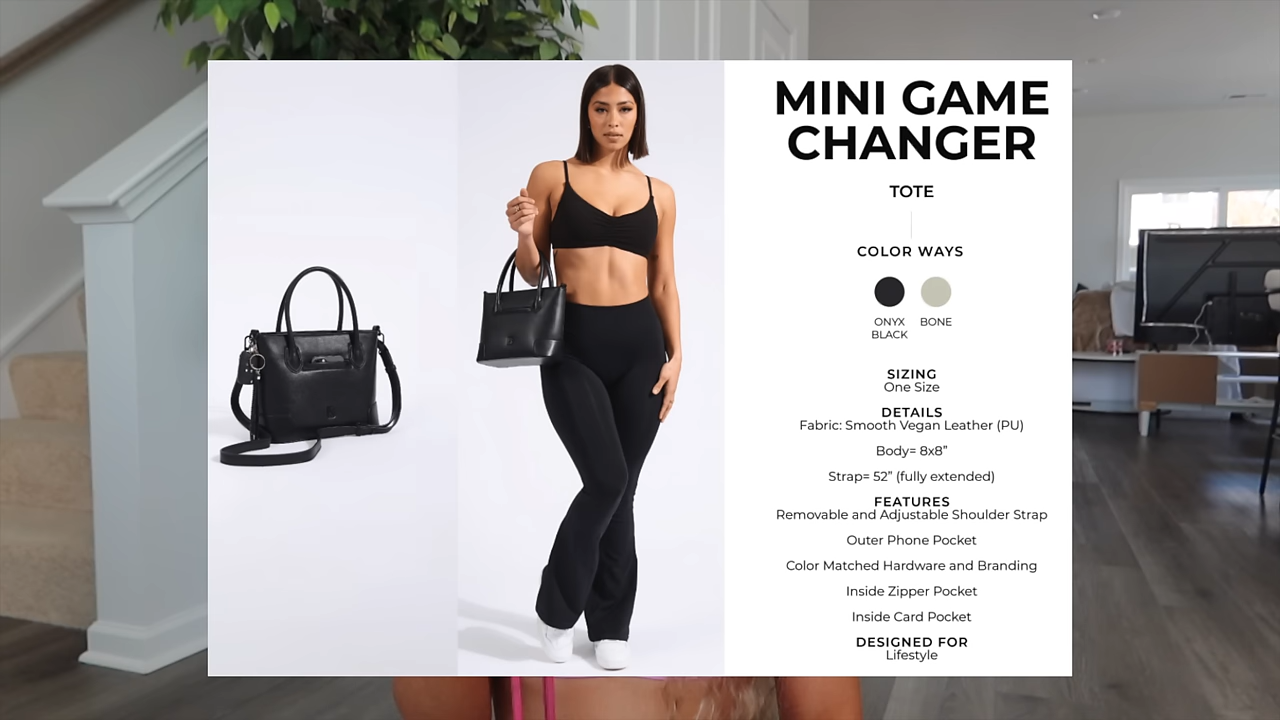 MINI GAME
CHANGER
TOTE
COLOR WAYS
ONYX
BLACK
BONE
SIZING
One Size
DETAILS
Fabric: Smooth Vegan Leather (PU)
Body= 8x8”
Strap= 52” (fully extended)
FEATURES
Removable and Adjustable Shoulder Strap
Outer Phone Pocket
Color Matched Hardware and Branding
Inside Zipper Pocket
Inside Card Pocket
DESIGNED FOR
Lifestyle